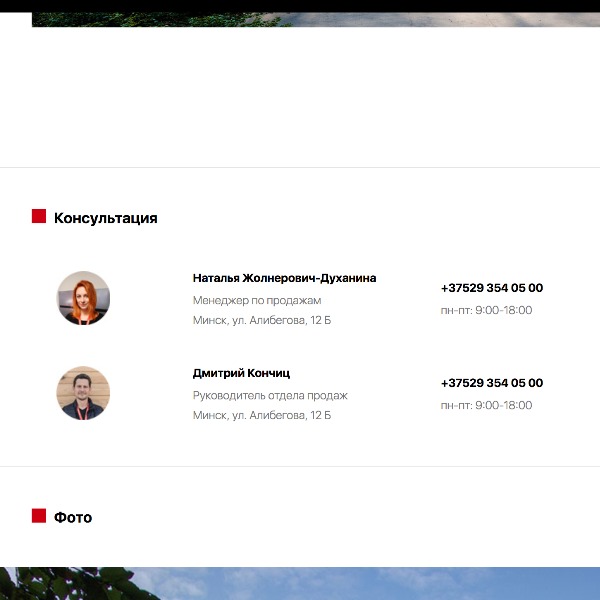 Консультация
Наталья Жолнерович-Духанина
Менеджер по продажам
Минск, ул. Алибегова, 12 Б
+37529 354 05 00
пн-пт: 9:00-18:00
Дмитрий Кончиц
Руководитель отдела продаж
Минск, ул. Алибегова, 12 Б
+37529 354 05 00
пн-пт: 9:00-18:00
Фото